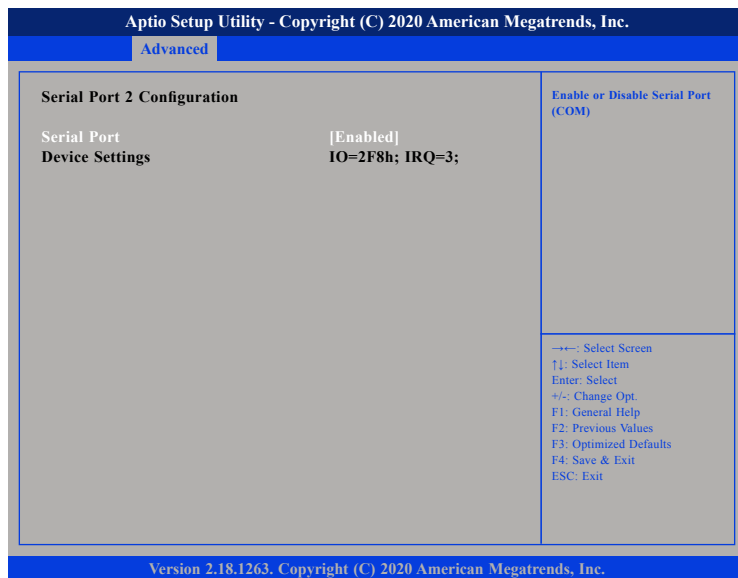 Aptio Setup Utility - Copyright (C) 2020 American Megatrends, Inc.
Advanced
Serial Port 2 Configuration
Serial Port [Enabled]
Device Settings IO=2F8h; IRQ=3;
Enable or Disable Serial Port
(COM)
→←: Select Screen
↑↓: Select Item
Enter: Select
+/-: Change Opt.
F1: General Help
F2: Previous Values
F3: Optimized Defaults
F4: Save & Exit
ESC: Exit
Version 2.18.1263. Copyright (C) 2020 American Megatrends, Inc.